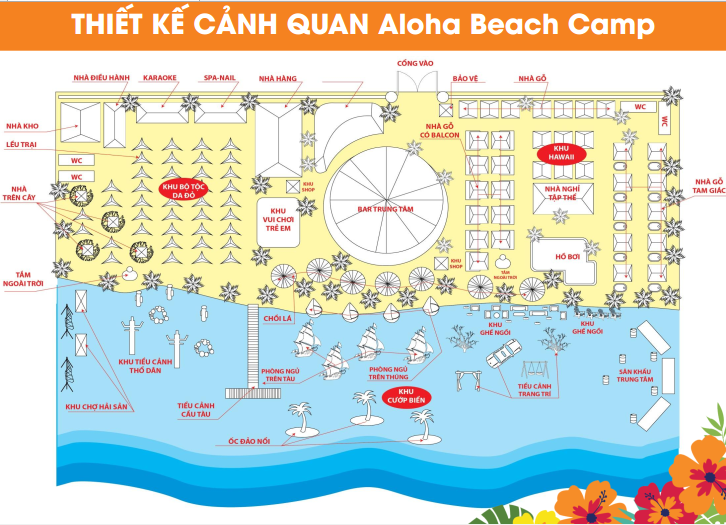 THIẾT KẾ CẢNH QUAN Aloha Beach Camp
CỔNG VÀO
NHÀ ĐIỀU HÀNH
KARAOKE
SPA-NAIL
NHÀ HÀNG
BẢO VỆ
NHÀ GỖ
WC
WC
NHÀ KHO
LỀU TRẠI
NHÀ GỖ
CÓ BALCON
KHU
HAWAII
WC
WC
KHU BỘ TỘC
DA ĐỎ
KHU
SHOP
NHÀ
TRÊN CÂY
NHÀ NGHỈ
TẬP THỂ
NHÀ GỖ
TAM GIÁC
KHU
VUI CHƠI
TRẺ EM
BAR TRUNG TÂM
HỒ BƠI
KHU
SHOP
TẮM
NGOÀI TRỜI
TẮM
NGOÀI TRỜI
CHÒI LÁ
KHU
GHẾ NGỒI
KHU
GHẾ NGỒI
KHU TIỂU CẢNH
THỔ DÂN
PHÒNG NGỦ
TRÊN TÀU
PHÒNG NGỦ
TRÊN THÙNG
SÂN KHẤU
TRUNG TÂM
KHU CHỢ HẢI SẢN
TIỂU CẢNH
CẦU TÀU
KHU
CƯỚP BIỂN
TIỂU CẢNH
TRANG TRÍ
ỐC ĐẢO NỔI